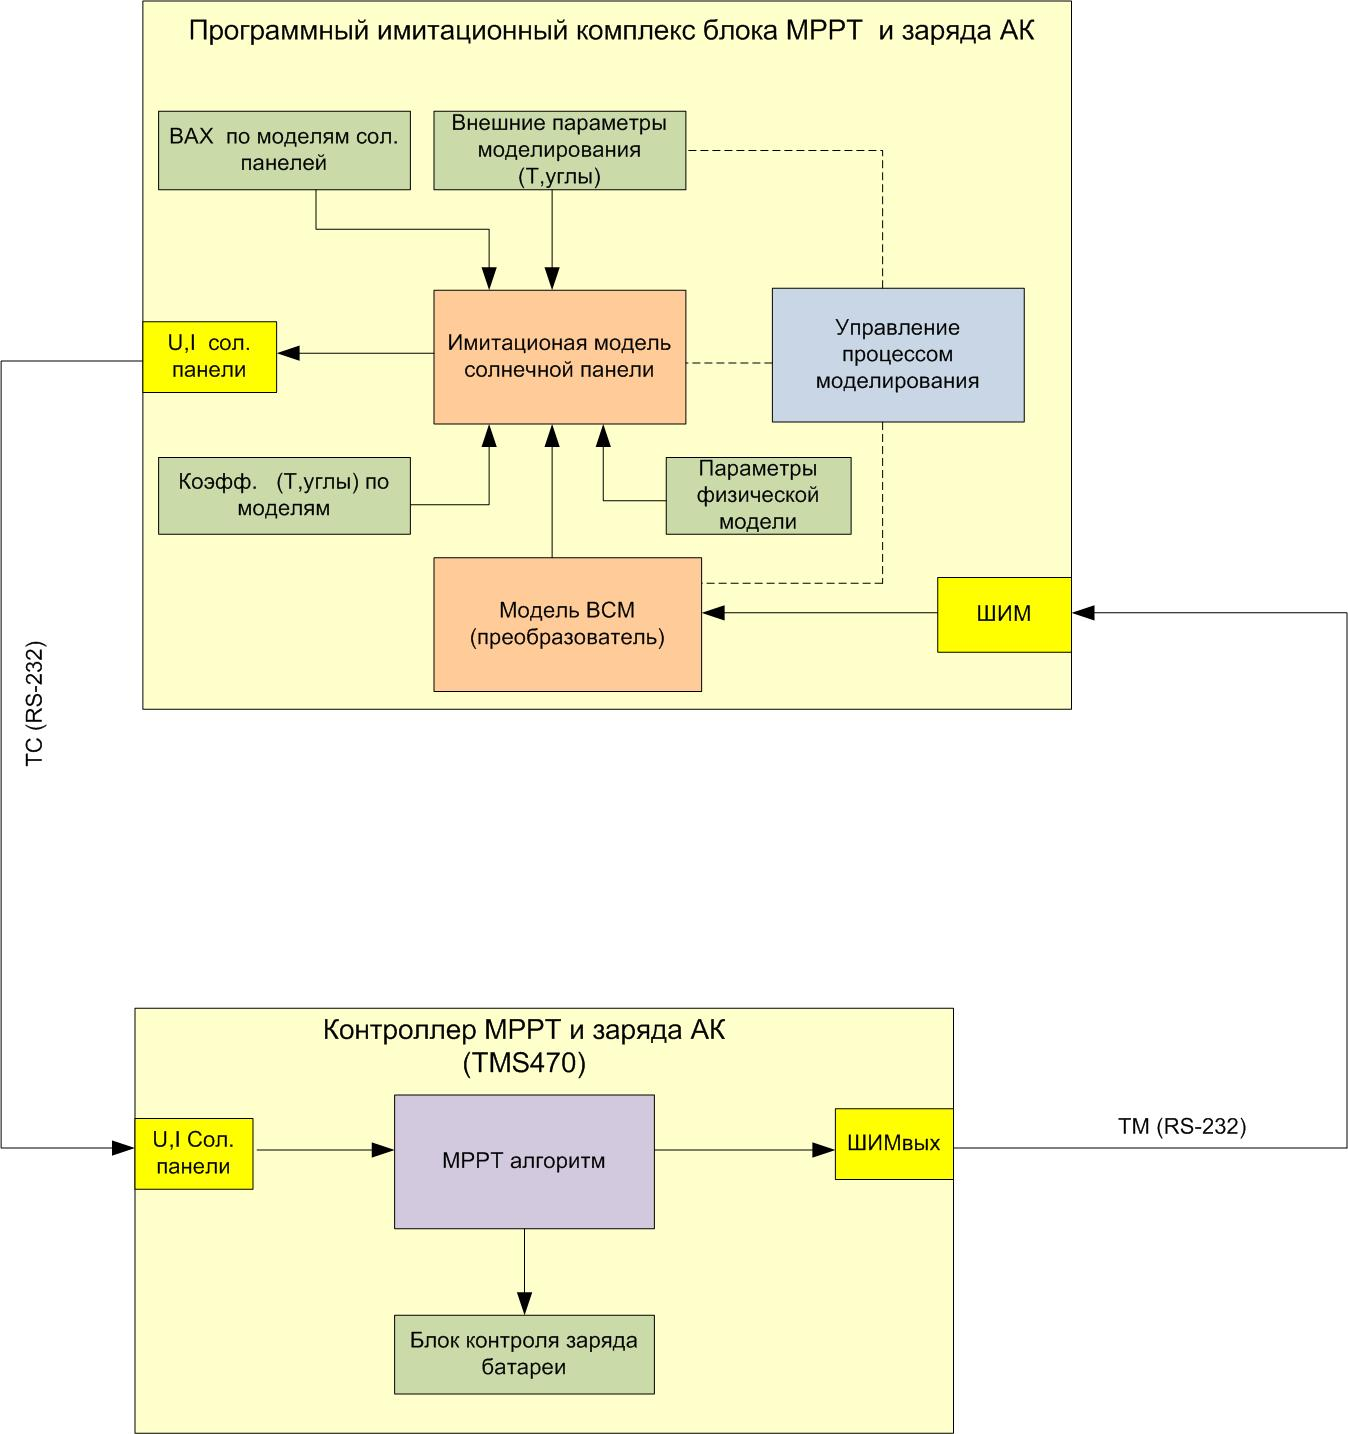 Программный имитационный комплекс блока МРРТ и заряда АК
ВАХ по моделям сол.
панелей
Внешние параметры
моделирования
(Т,углы)
U,I сол.
панели
Имитационая модель
солнечной панели
Управление
процессом
моделирования
Коэфф. (Т,углы) по
моделям
Параметры
физической
модели
Модель ВСМ
(преобразователь)
ШИМ
ТС (RS-232)
Контроллер МРРТ и заряда АК
(TMS470)
U,I Сол.
панели
МРРТ алгоритм
ШИМвых
ТМ (RS-232)
Блок контроля заряда
батареи